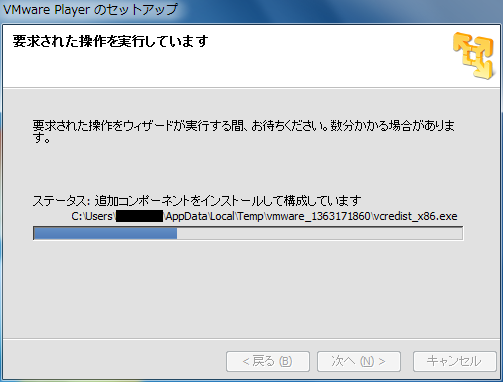 VMware Player のセットアップ
要求された操作を実行しています
要求された操作をウィザードが実行する間、お待ちください。数分かかる場合がありま
す。
ステータス: 追加コンポーネントをインストールして構成しています
C:\Users\ \AppData\Local\Temp\vmware_1363171860\vcredist_x86.exe
< 戻る (B) 次へ (N) > キャンセル